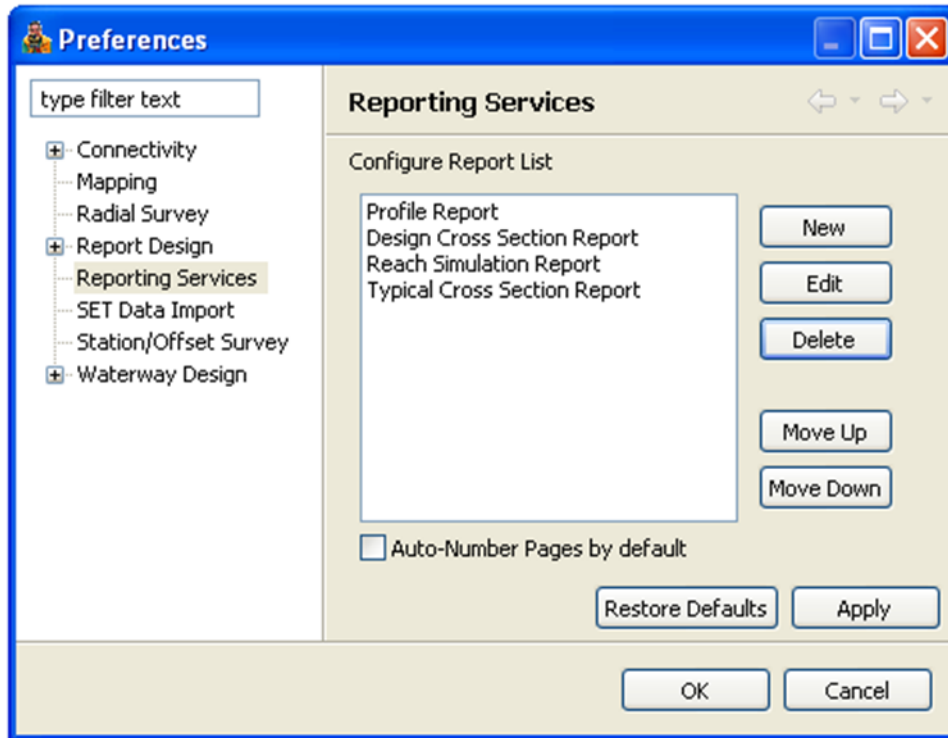 Preferences
type filter text
Reporting Services
Connectivity
Mapping
Radial Survey
Report Design
Reporting Services
SET Data Import
Station/Offset Survey
Waterway Design
Configure Report List
Profile Report
Design Cross Section Report
Reach Simulation Report
Typical Cross Section Report
New
Edit
Delete
Move Up
Move Down
Auto-Number Pages by default
Restore Defaults
Apply
OK
Cancel